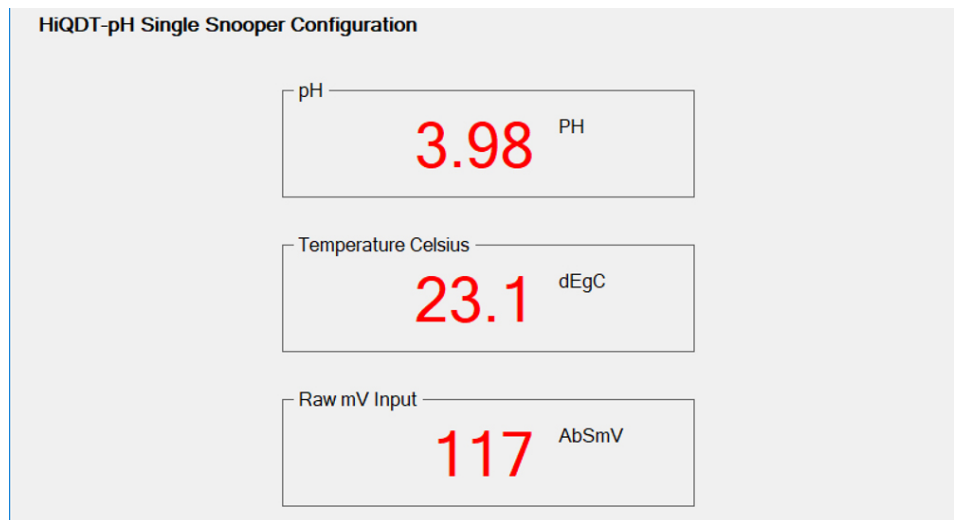 HiQDT-pH Single Snooper Configuration
pH
3.98 PH
Temperature Celsius
23.1 dEgC
Raw mV Input
117 AbSmV